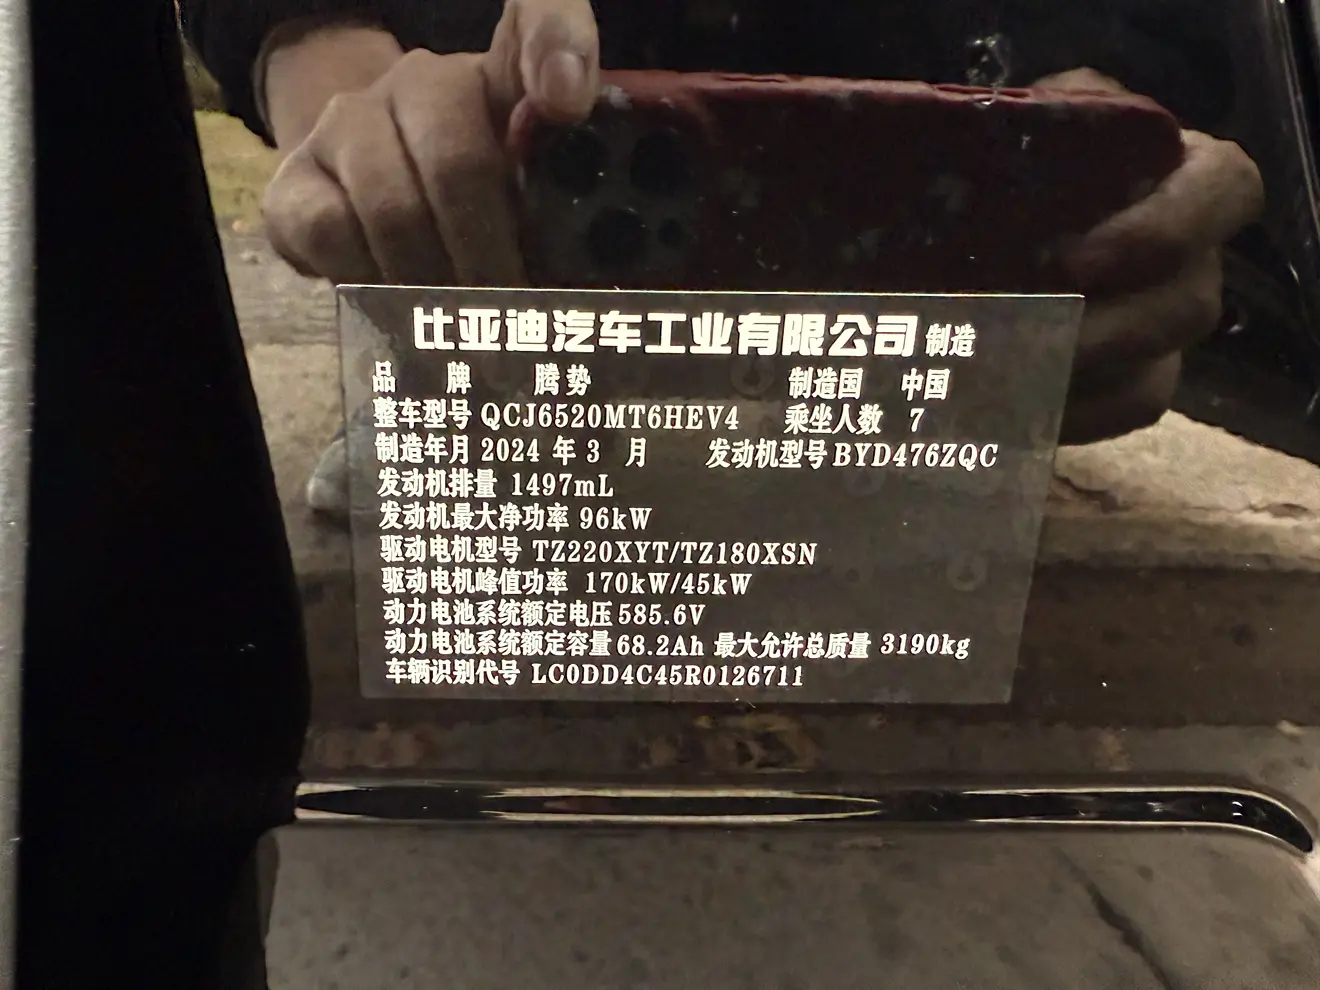 比亚迪汽车工业有限公司 制造
品 牌 腾势 制造国 中国
整车型号 QCJ6520MT6HEV4 乘坐人数 7
制造年月 2024 年 3 月 发动机型号 BYD476ZQC
发动机排量 1497mL
发动机最大净功率 96kW
驱动电机型号 TZ220XYT/TZ180XSN
驱动电机峰值功率 170kW/45kW
动力电池系统额定电压 585.6V
动力电池系统额定容量 68.2Ah 最大允许总质量 3190kg
车辆识别代号 LC0DD4C45R0126711